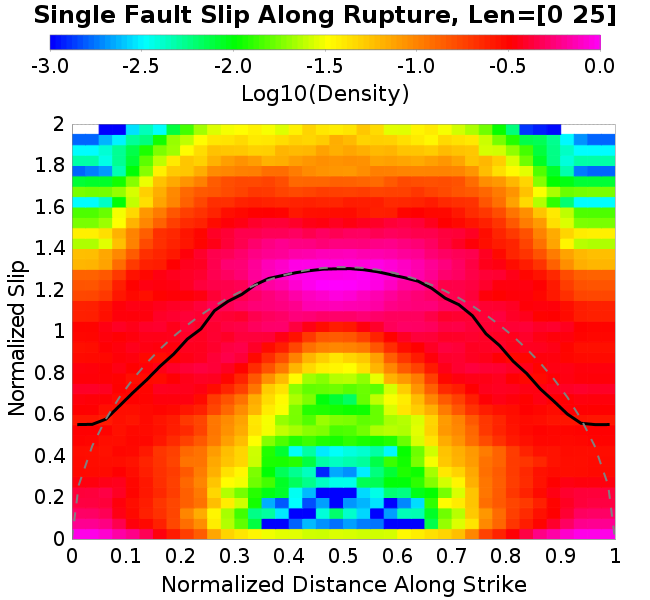 Single Fault Slip Along Rupture, Len=[0 25]
-3.0 -2.5 -2.0 -1.5 -1.0 -0.5 0.0
Log10(Density)
2
1.8
1.6
1.4
1.2
1
0.8
0.6
0.4
0.2
0
Normalized Slip
0 0.1 0.2 0.3 0.4 0.5 0.6 0.7 0.8 0.9 1
Normalized Distance Along Strike